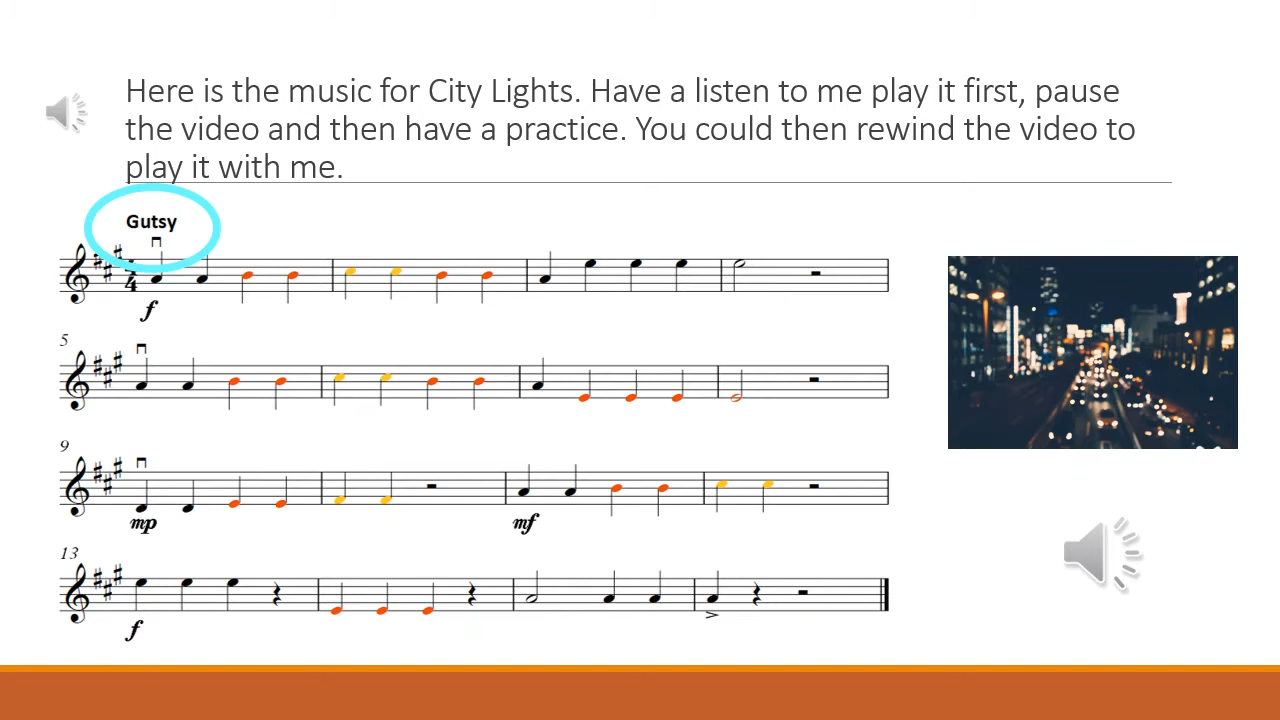 Here is the music for City Lights. Have a listen to me play it first, pause
the video and then have a practice. You could then rewind the video to
play it with me.
Gutsy
4
4
f
5
9
mp
mf
13
f